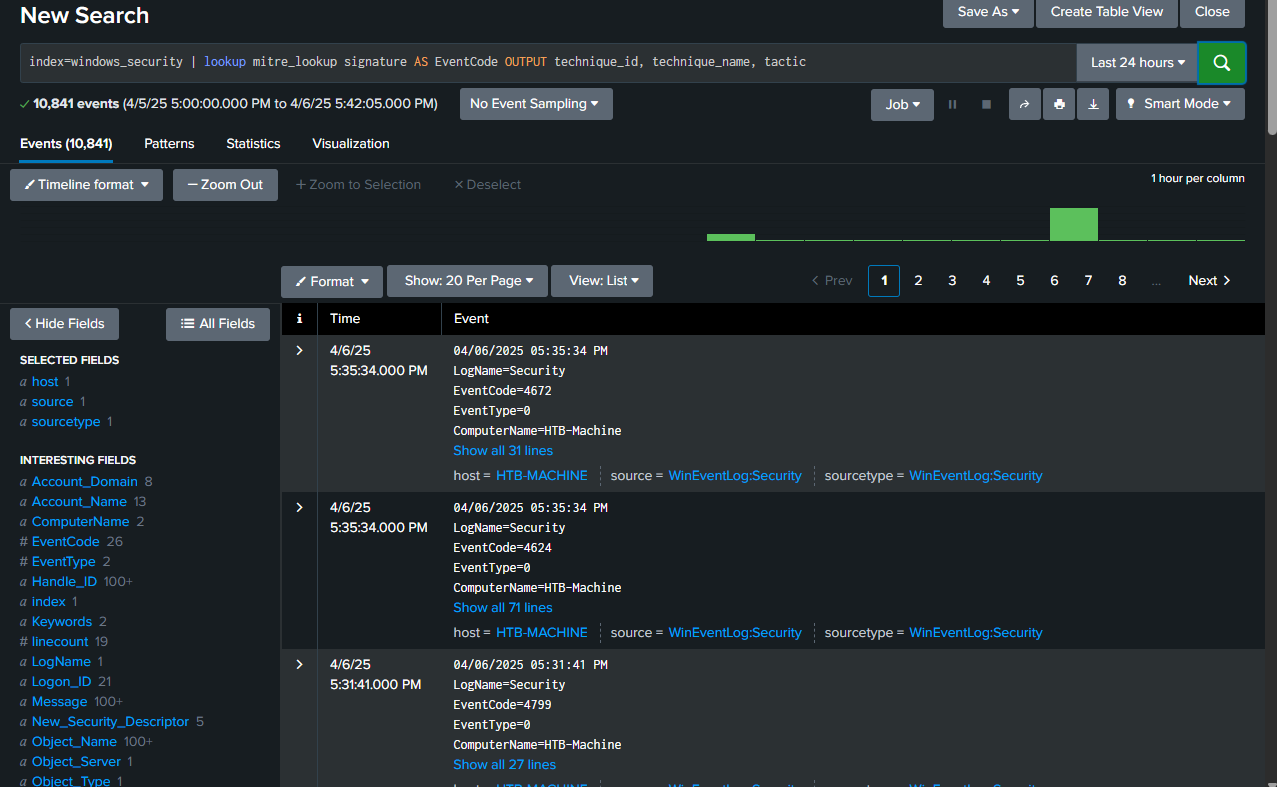 New Search
Save As ▾ Create Table View Close
index=windows_security | lookup mitre_lookup signature AS EventCode OUTPUT technique_id, technique_name, tactic
Last 24 hours ▾
✓ 10,841 events (4/5/25 5:00:00.000 PM to 4/6/25 5:42:05.000 PM)
No Event Sampling ▾
Job ▾
Smart Mode ▾
Events (10,841) Patterns Statistics Visualization
Timeline format ▾ − Zoom Out + Zoom to Selection × Deselect
1 hour per column
Format ▾ Show: 20 Per Page ▾ View: List ▾
< Prev 1 2 3 4 5 6 7 8 ... Next >
< Hide Fields All Fields
SELECTED FIELDS
a host 1
a source 1
a sourcetype 1
INTERESTING FIELDS
a Account_Domain 8
a Account_Name 13
a ComputerName 2
# EventCode 26
# EventType 2
a Handle_ID 100+
a index 1
a Keywords 2
# linecount 19
a LogName 1
a Logon_ID 21
a Message 100+
a New_Security_Descriptor 5
a Object_Name 100+
a Object_Server 1
a Object_Type 1
i Time Event
> 4/6/25
5:35:34.000 PM
04/06/2025 05:35:34 PM
LogName=Security
EventCode=4672
EventType=0
ComputerName=HTB-Machine
Show all 31 lines
host = HTB-MACHINE source = WinEventLog:Security sourcetype = WinEventLog:Security
> 4/6/25
5:35:34.000 PM
04/06/2025 05:35:34 PM
LogName=Security
EventCode=4624
EventType=0
ComputerName=HTB-Machine
Show all 71 lines
host = HTB-MACHINE source = WinEventLog:Security sourcetype = WinEventLog:Security
> 4/6/25
5:31:41.000 PM
04/06/2025 05:31:41 PM
LogName=Security
EventCode=4799
EventType=0
ComputerName=HTB-Machine
Show all 27 lines